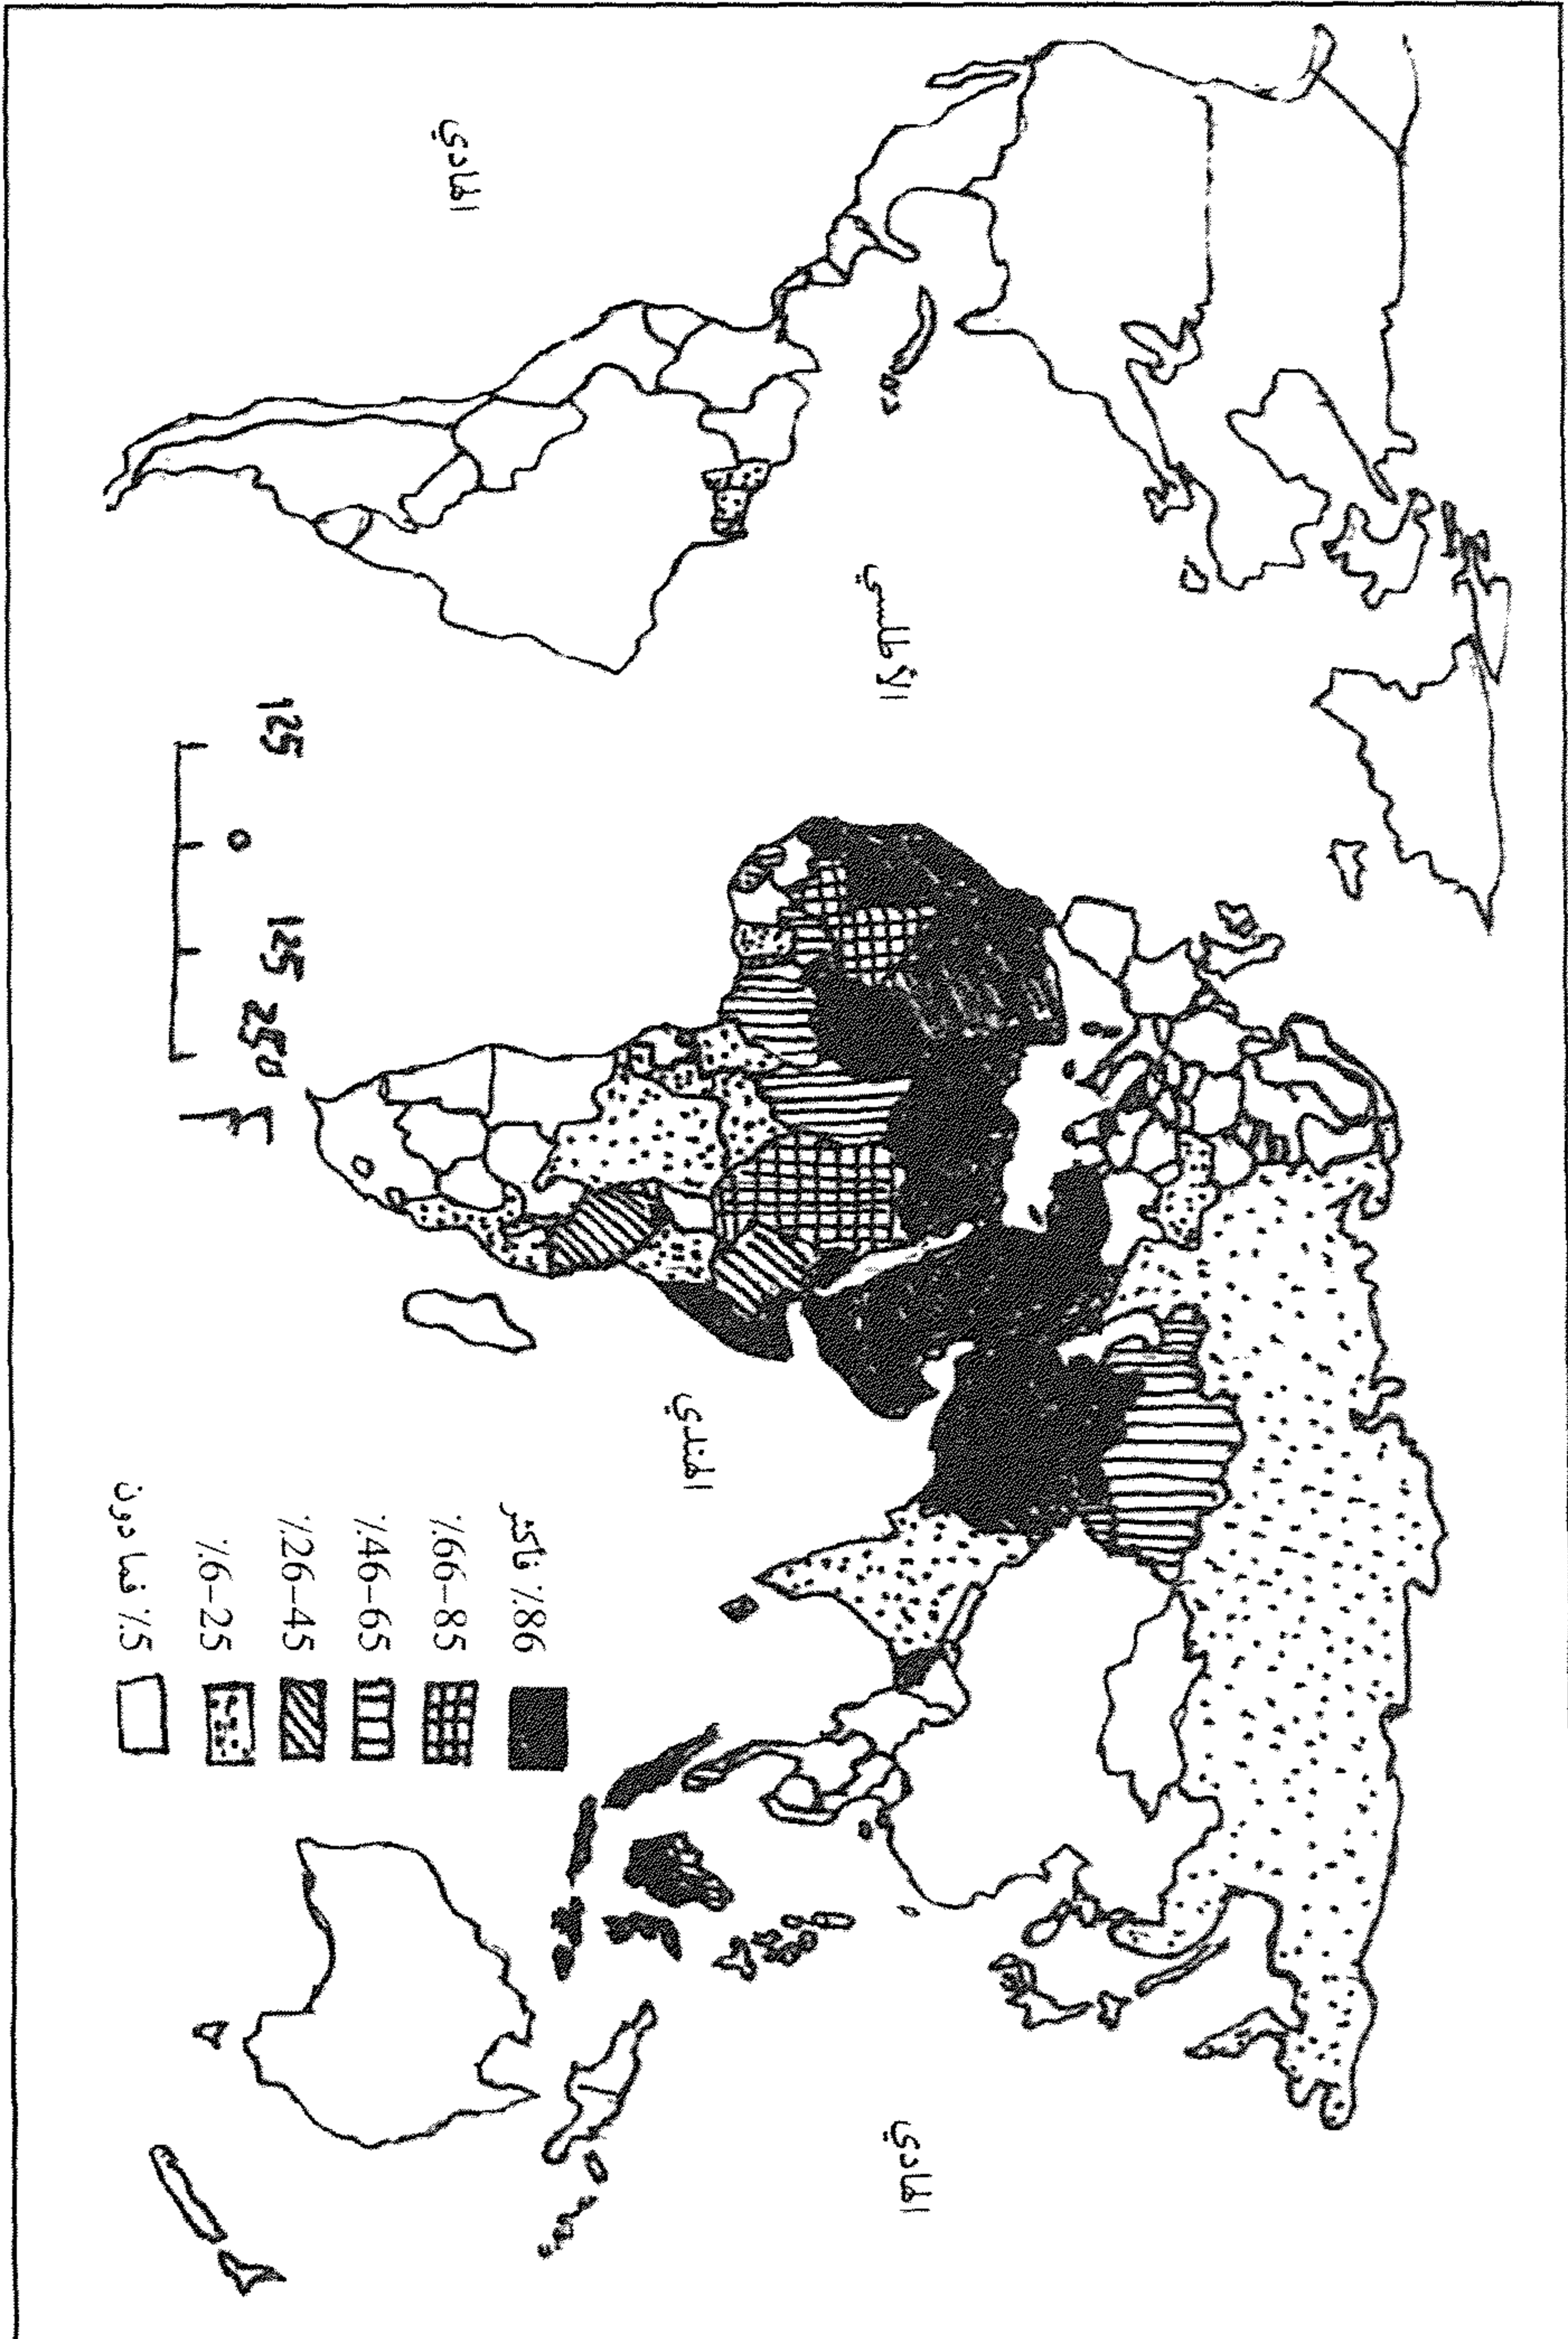 الهادي
الأطلسي
الهندي
الهادي
125 0 125 250
كم
86٪ فأكثر
66–85٪
46–65٪
26–45٪
6–25٪
5٪ فما دون